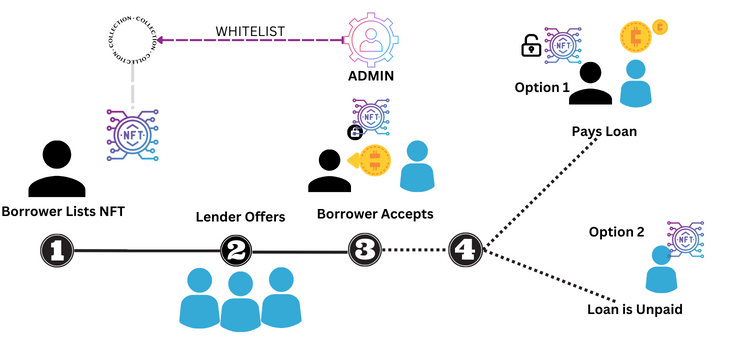 COLLECTION · COLLECTION · COLLECTION ·
WHITELIST
ADMIN
NFT
Option 1
Pays Loan
NFT
NFT
Borrower Lists NFT
Lender Offers
Borrower Accepts
1
2
3
4
Option 2
NFT
Loan is Unpaid